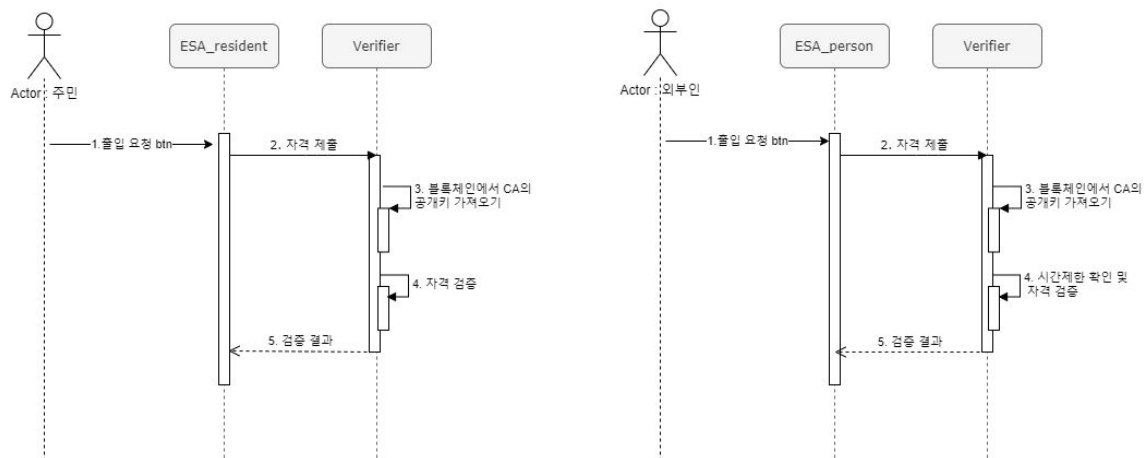 ESA_resident
Verifier
Actor : 주민
1.출입 요청 btn
2. 자격 제출
3. 블록체인에서 CA의
공개키 가져오기
4. 자격 검증
5. 검증 결과
ESA_person
Verifier
Actor : 외부인
1.출입 요청 btn
2. 자격 제출
3. 블록체인에서 CA의
공개키 가져오기
4. 시간제한 확인 및
자격 검증
5. 검증 결과